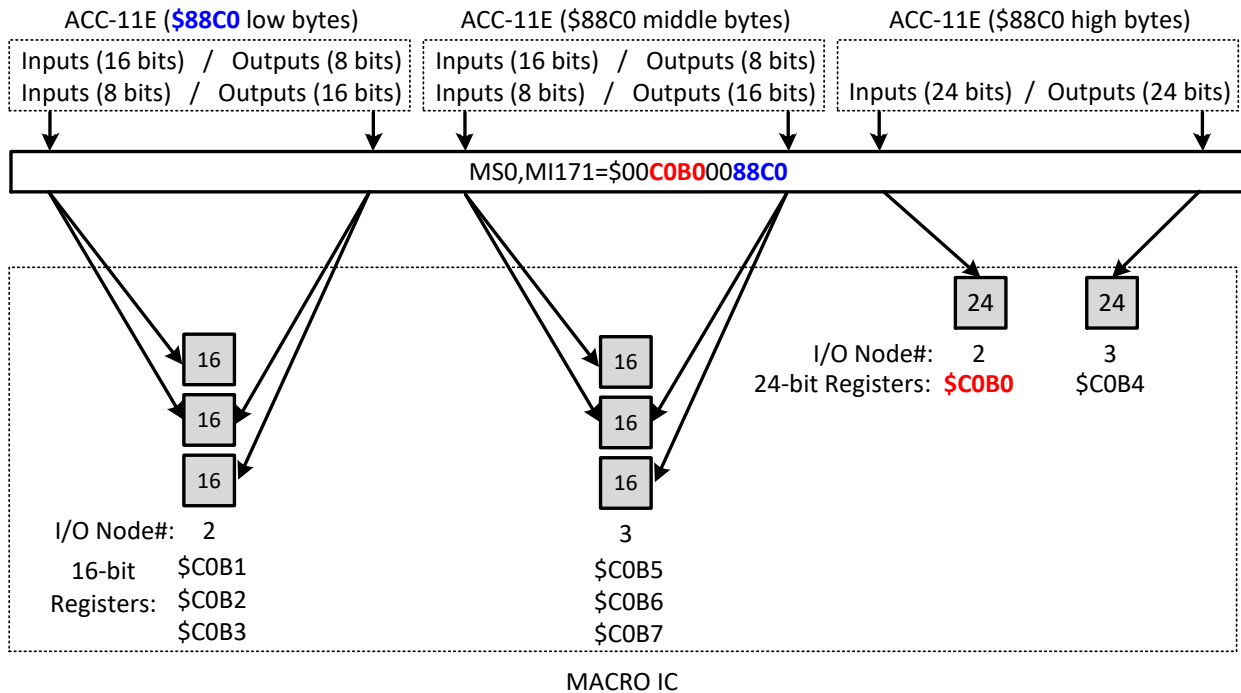 ACC-11E ($88C0 low bytes)
Inputs (16 bits) / Outputs (8 bits)
Inputs (8 bits) / Outputs (16 bits)
ACC-11E ($88C0 middle bytes)
Inputs (16 bits) / Outputs (8 bits)
Inputs (8 bits) / Outputs (16 bits)
ACC-11E ($88C0 high bytes)
Inputs (24 bits) / Outputs (24 bits)
MS0,MI171=$00C0B00088C0
16
16
16
I/O Node#: 2
16-bit Registers:
$C0B1
$C0B2
$C0B3
16
16
16
3
$C0B5
$C0B6
$C0B7
24 24
I/O Node#: 2 3
24-bit Registers: $C0B0 $C0B4
MACRO IC